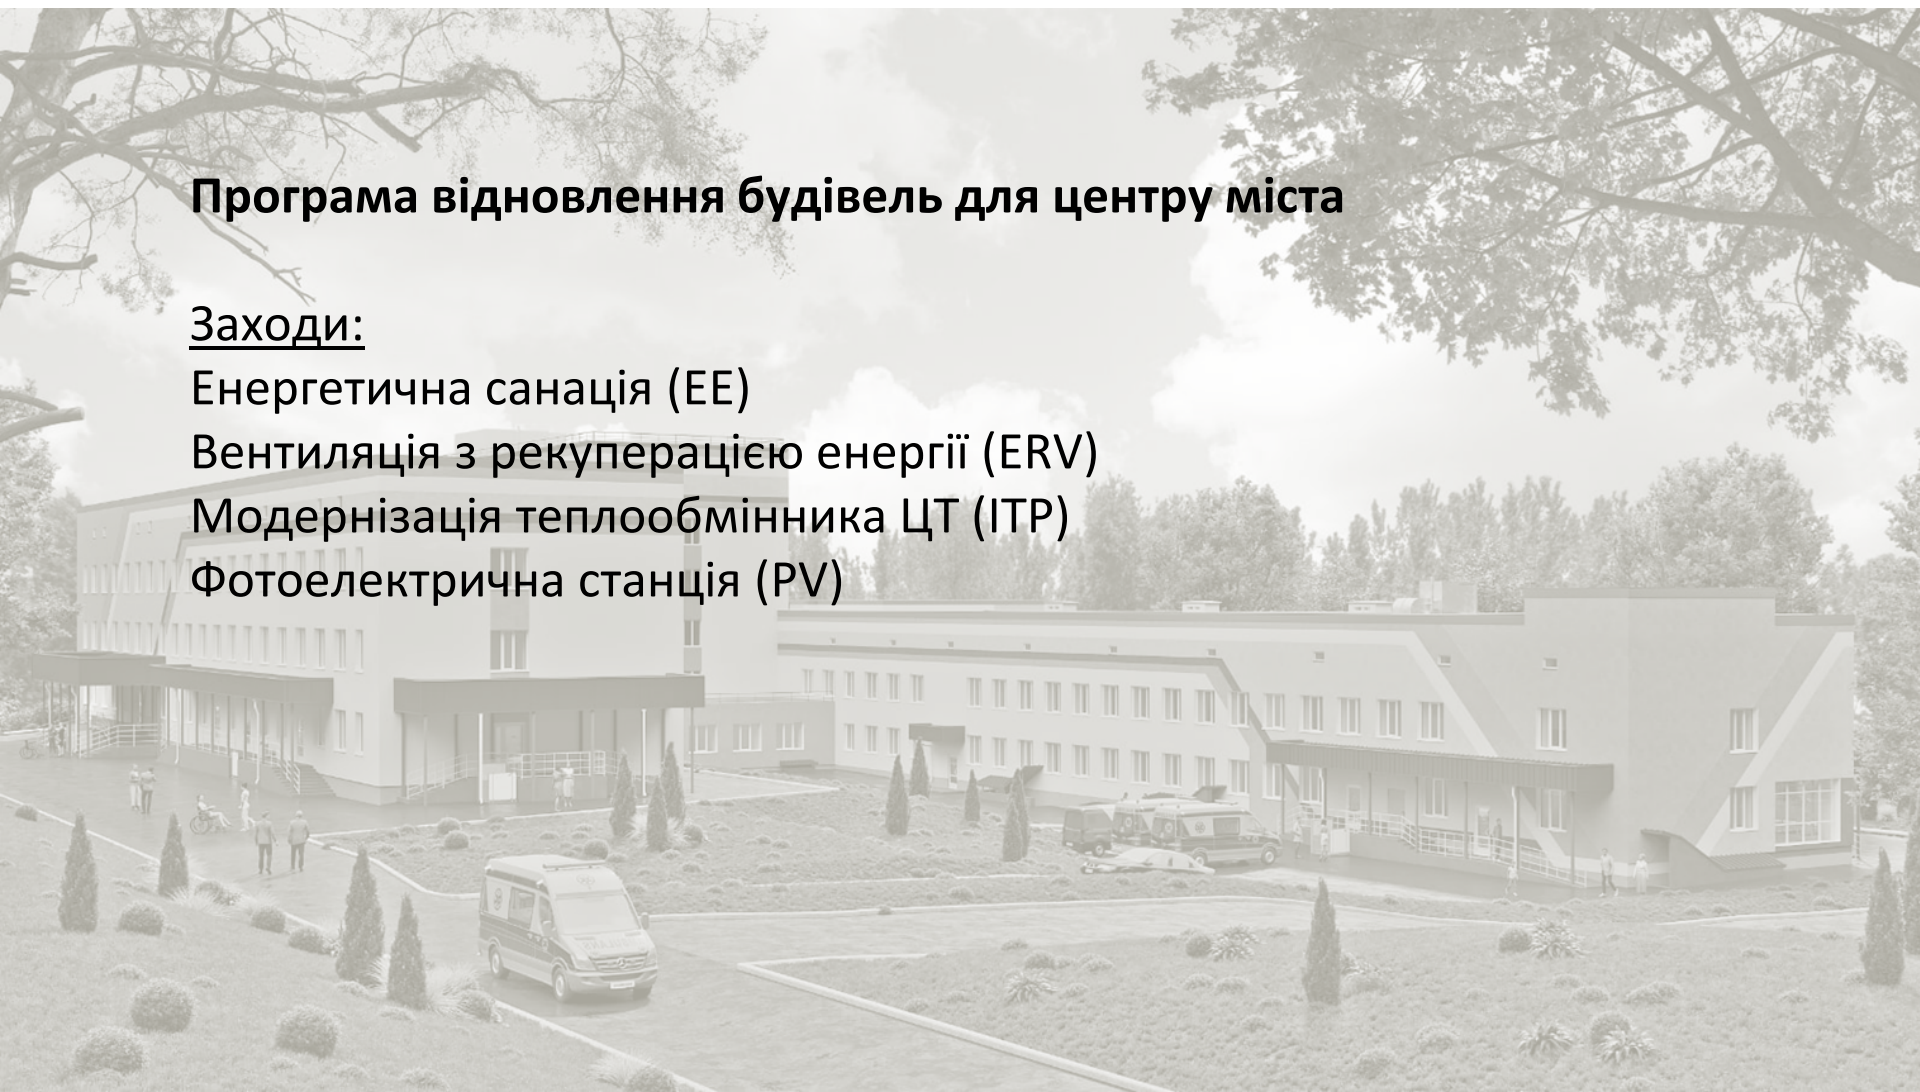 Програма відновлення будівель для центру міста
Заходи:
Енергетична санація (EE)
Вентиляція з рекуперацією енергії (ERV)
Модернізація теплообмінника ЦТ (ІТР)
Фотоелектрична станція (PV)